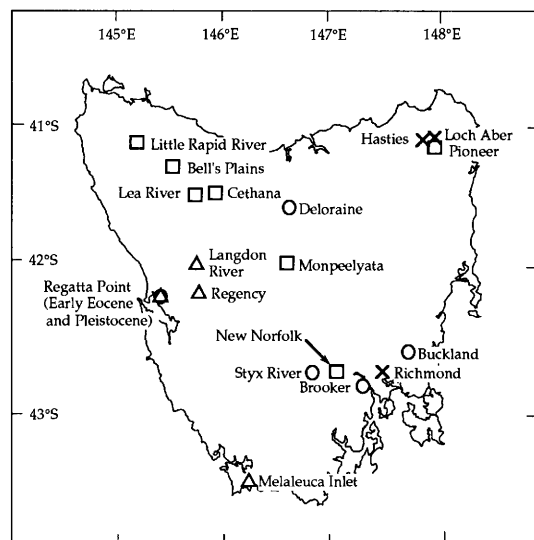 145°E 146°E 147°E 148°E
41°S
Hasties
Loch Aber
Pioneer
Little Rapid River
Bell's Plains
Lea River
Cethana
Deloraine
42°S
Langdon
River
Monpeelyata
Regatta Point
(Early Eocene
and Pleistocene)
Regency
New Norfolk
Buckland
Styx River
Richmond
Brooker
43°S
Melaleuca Inlet